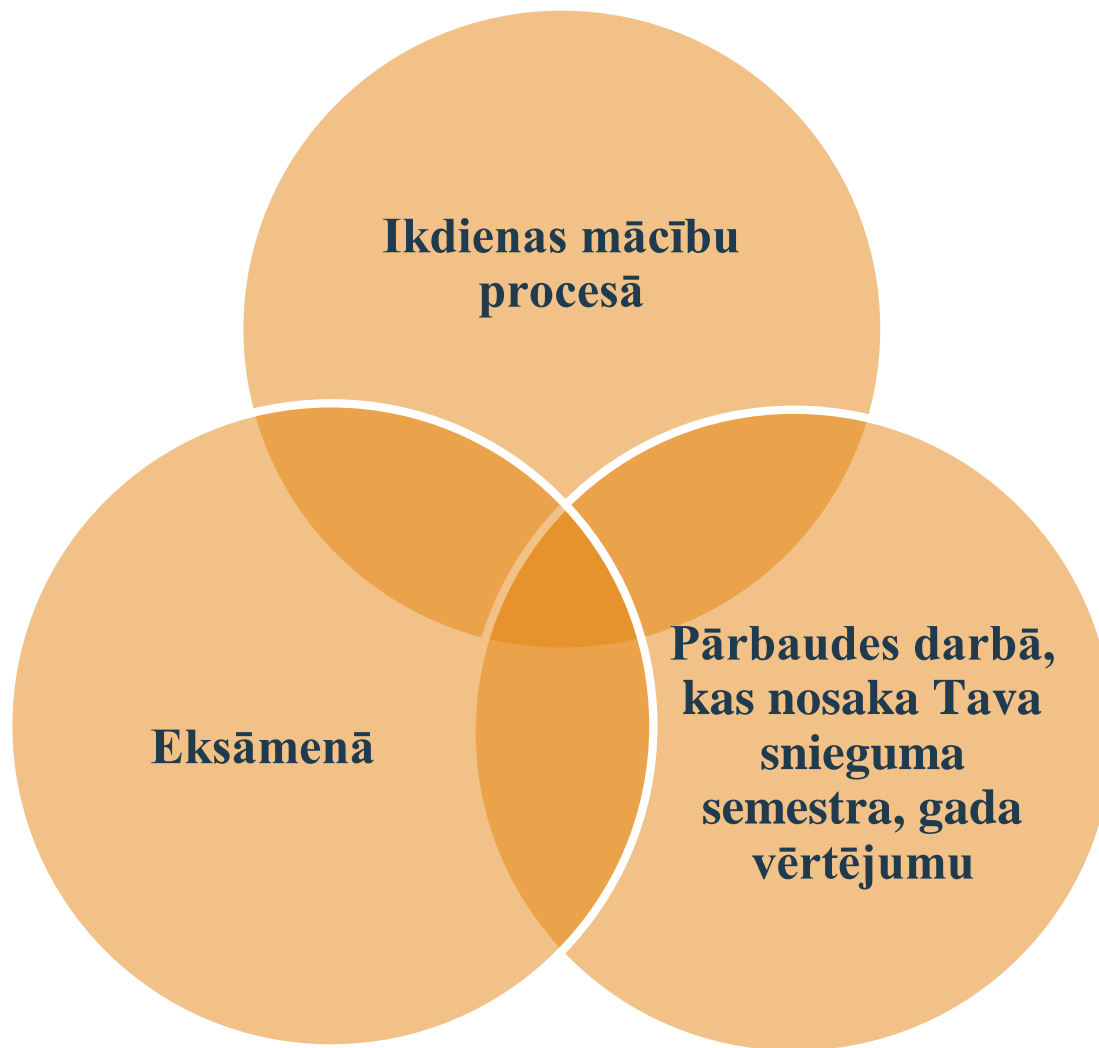 Ikdienas mācību
procesā
Eksāmenā
Pārbaudes darbā,
kas nosaka Tava
snieguma
semestra, gada
vērtējumu